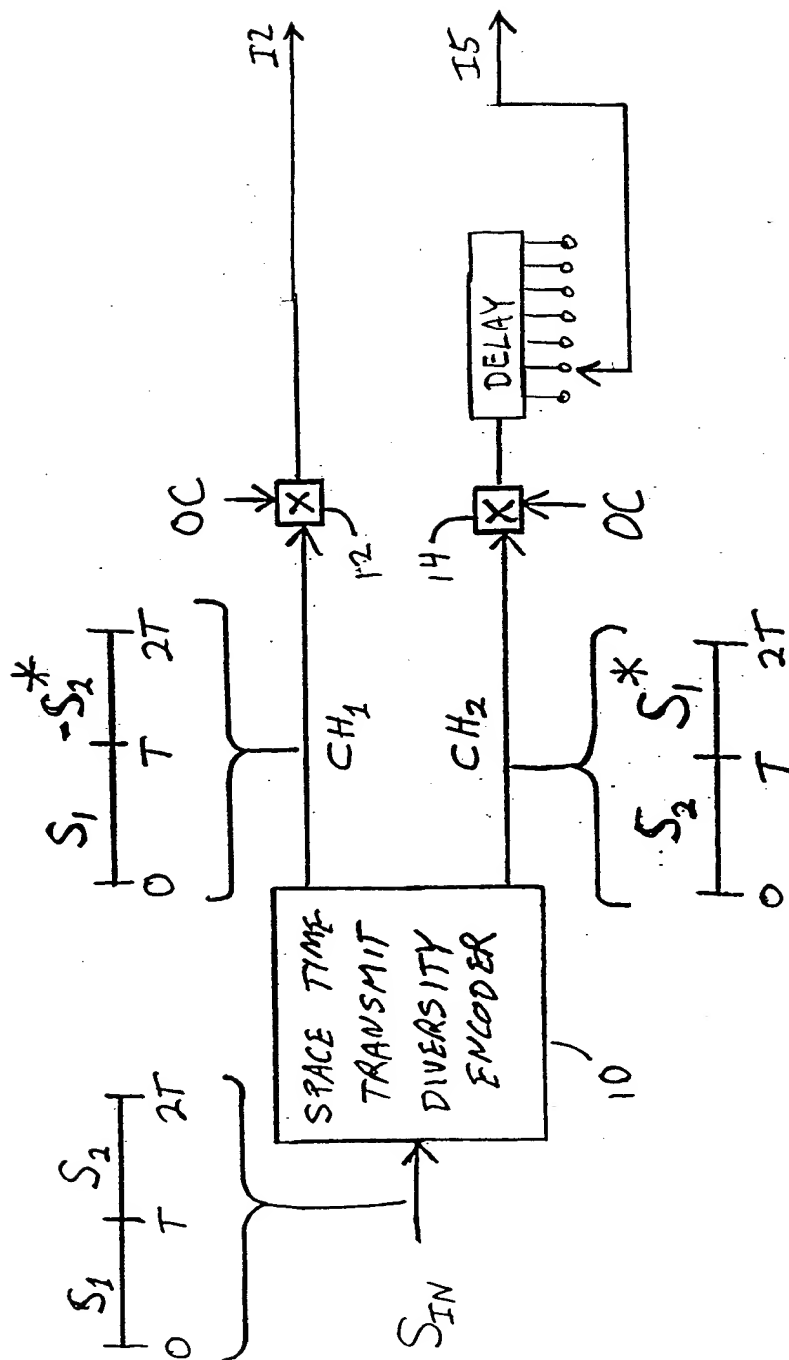 S1 S2
0 T 2T
SIN
SPACE TIME
TRANSMIT
DIVERSITY
ENCODER
10
S1 -S2*
0 T 2T
CH1
OC
X
12
I2
CH2
S2 S1*
0 T 2T
14
X
OC
DELAY
I5